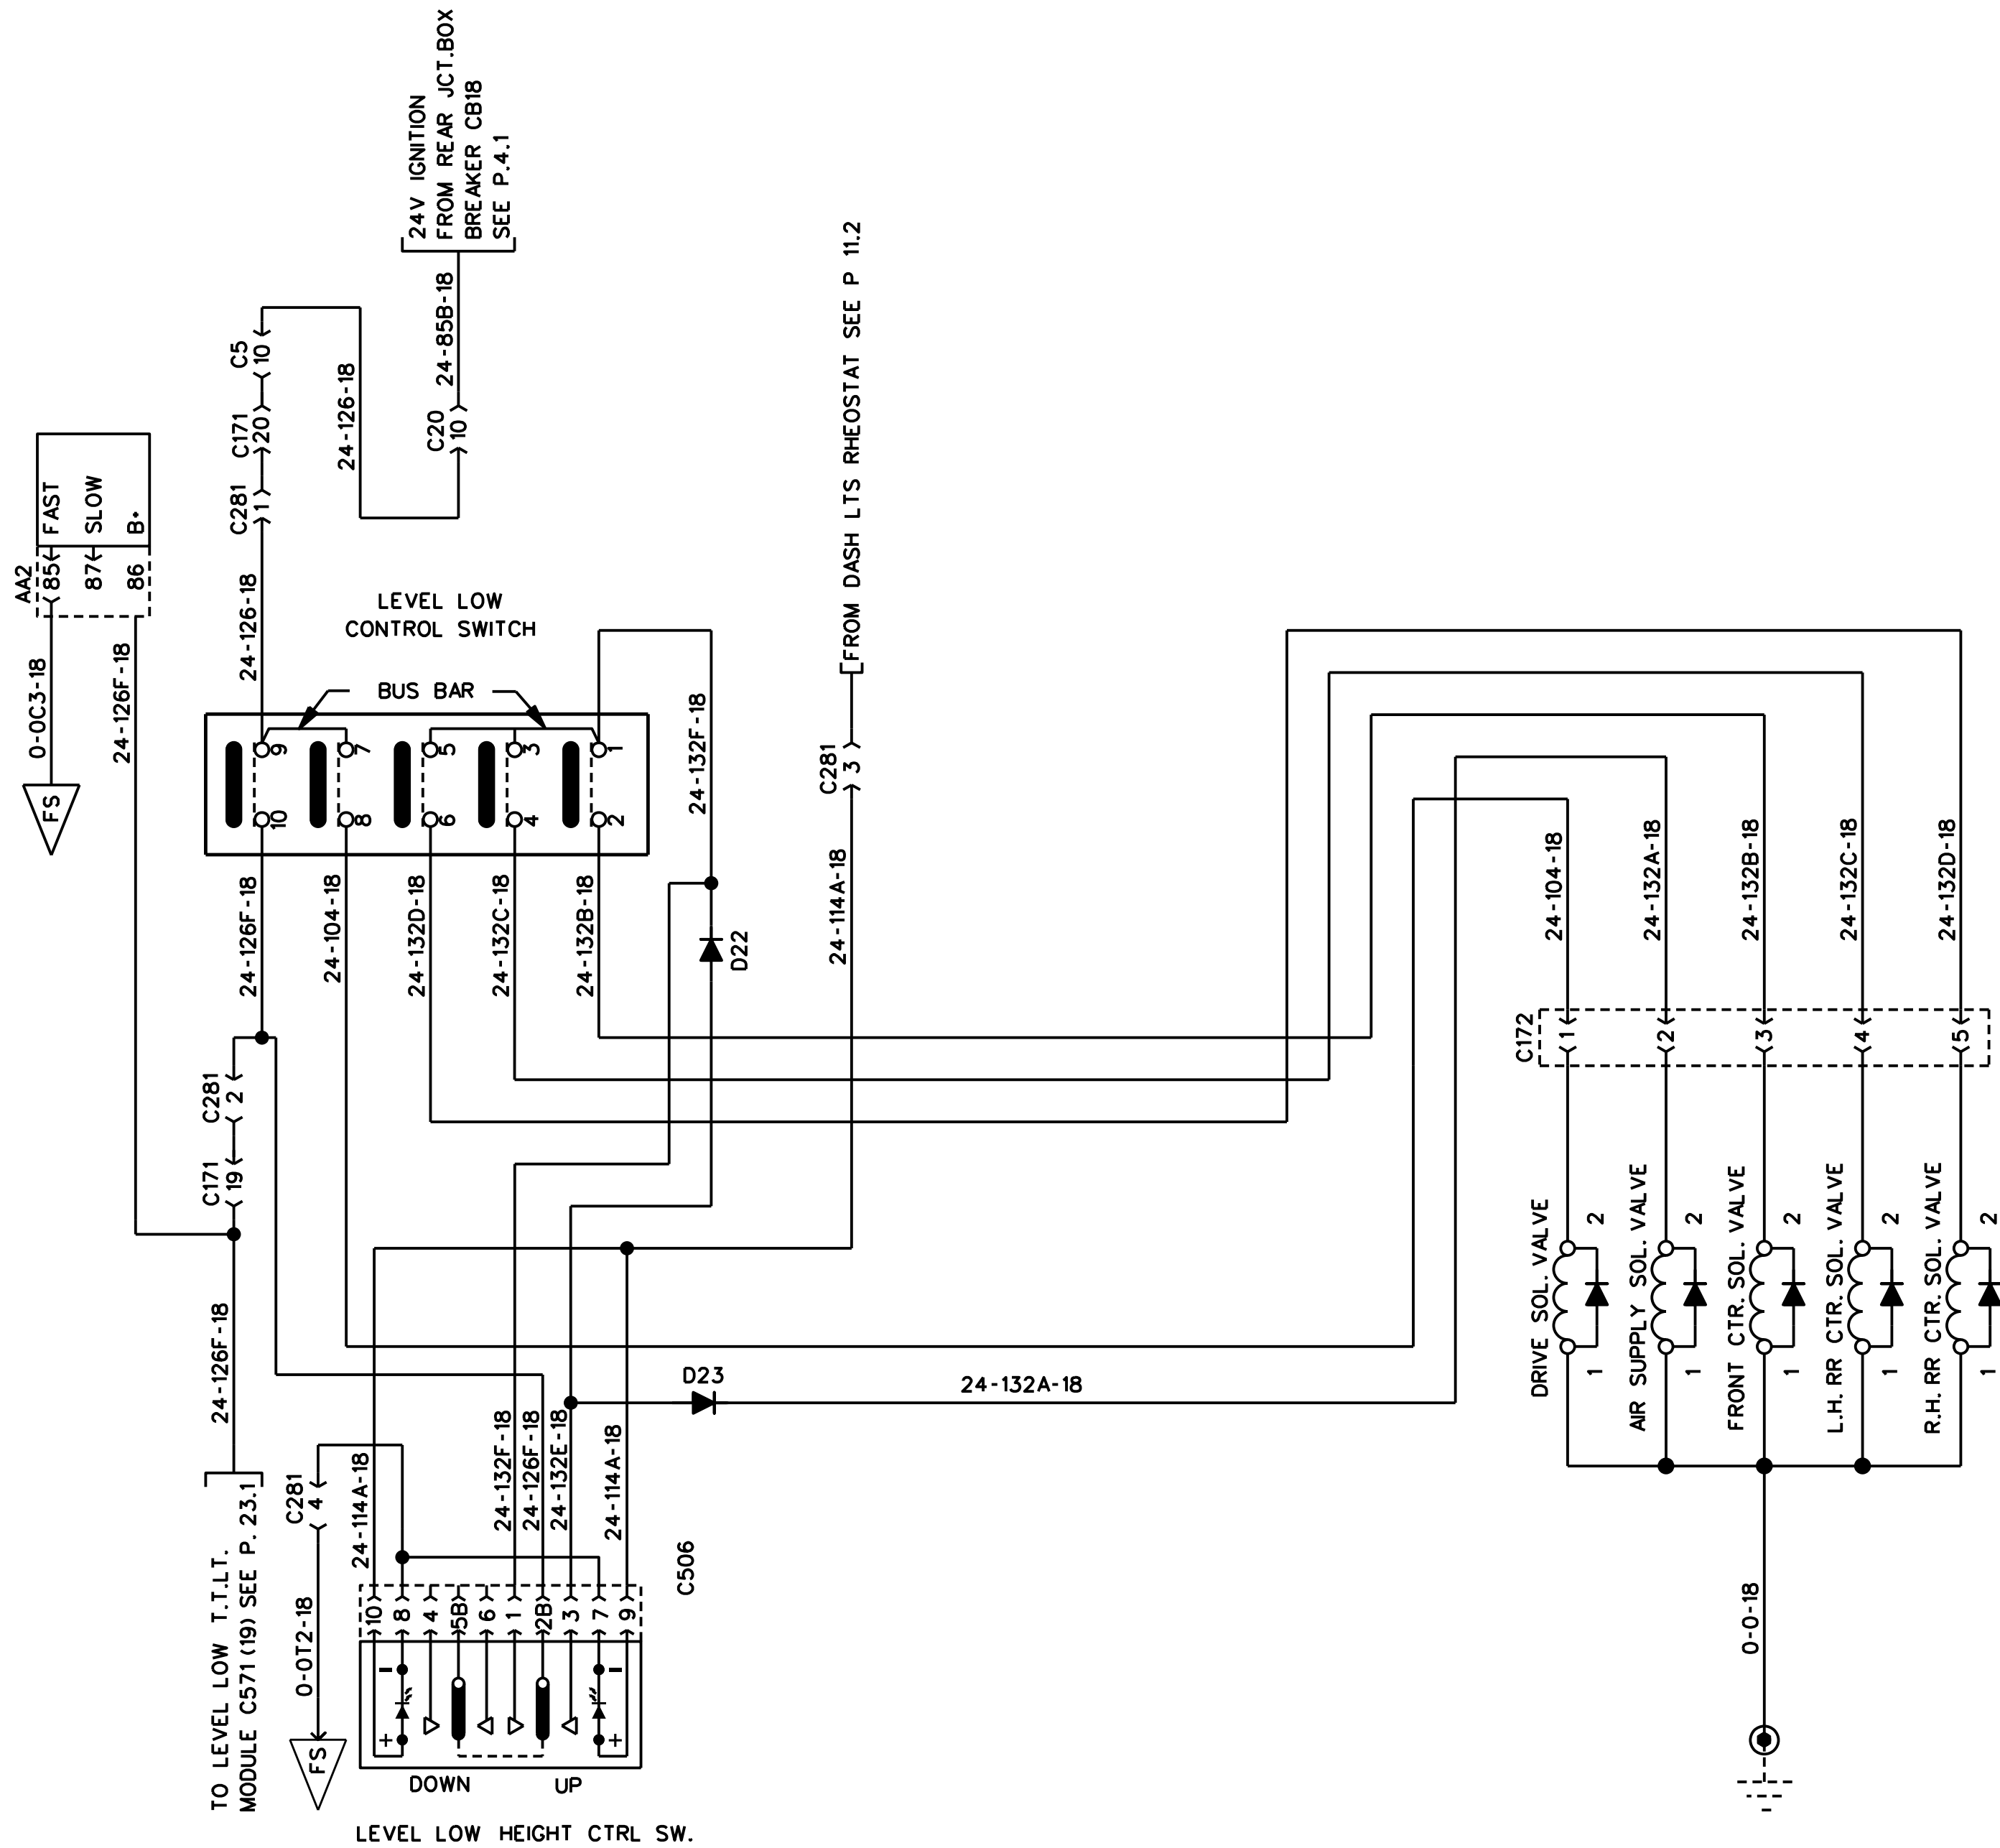 24V IGNITION
FROM REAR JCT.BOX
BREAKER CB18
SEE P.4.1
24-85B-18
C20
10
24-126-18
C5
10
C171
20
C281
1
24-126-18
FAST
SLOW
B+
AA2
85
87
86
0-0C3-18
24-126F-18
FS
FROM DASH LTS RHEOSTAT SEE P 11.2
C281
3
24-114A-18
LEVEL LOW
CONTROL SWITCH
BUS BAR
9
7
5
3
1
10
8
6
4
2
24-132F-18
D22
24-126F-18
24-104-18
24-132D-18
24-132C-18
24-132B-18
C281
2
C171
19
24-126F-18
TO LEVEL LOW T.T.LT.
MODULE C571 (19) SEE P. 23.1
24-104-18
24-132A-18
24-132B-18
24-132C-18
24-132D-18
C172
1
2
3
4
5
DRIVE SOL. VALVE
AIR SUPPLY SOL. VALVE
FRONT CTR. SOL. VALVE
L.H. RR CTR. SOL. VALVE
R.H. RR CTR. SOL. VALVE
2
2
2
2
2
1
1
1
1
1
0-0-18
D23
24-132A-18
C281
4
0-0T2-18
FS
24-114A-18
24-132F-18
24-126F-18
24-132E-18
24-114A-18
C506
10
8
4
5B
6
1
2B
3
7
9
- -
+ +
DOWN
UP
LEVEL LOW HEIGHT CTRL SW.